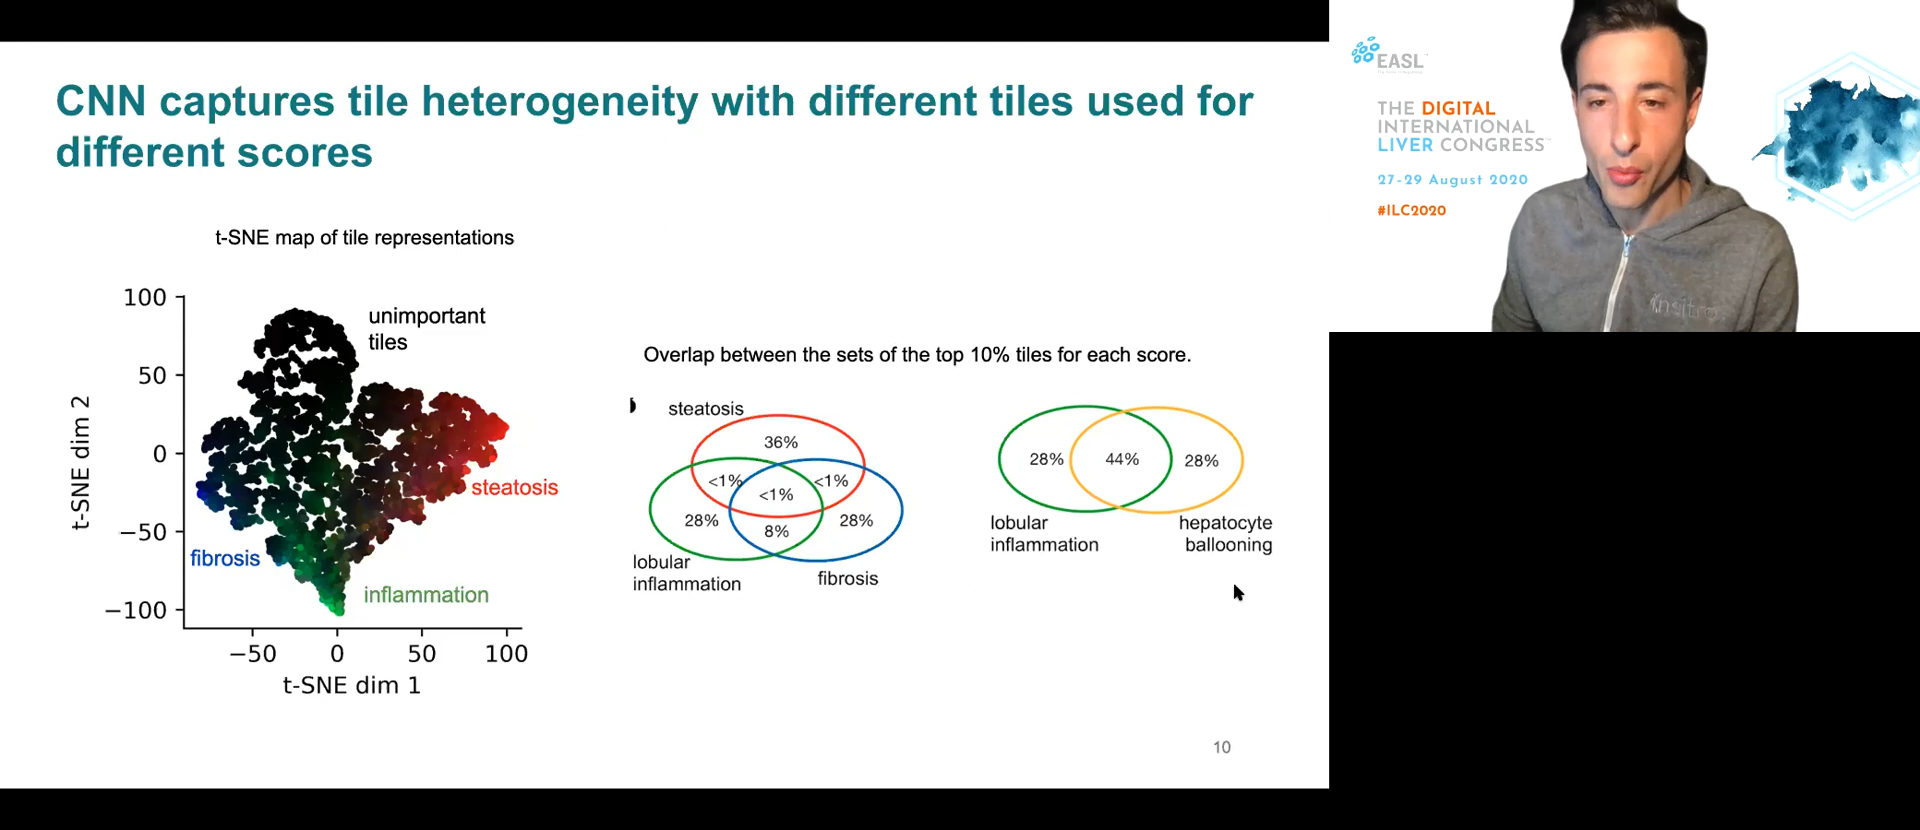 CNN captures tile heterogeneity with different tiles used for
different scores
t-SNE map of tile representations
100
50
0
−50
−100
t-SNE dim 2
unimportant
tiles
steatosis
fibrosis
inflammation
−50
0
50
100
t-SNE dim 1
Overlap between the sets of the top 10% tiles for each score.
steatosis
36%
<1%
<1%
<1%
28%
28%
8%
lobular
inflammation
fibrosis
28%
44%
28%
lobular
inflammation
hepatocyte
ballooning
10
EASL
THE DIGITAL
INTERNATIONAL
LIVER CONGRESS
27-29 August 2020
#ILC2020
insitro